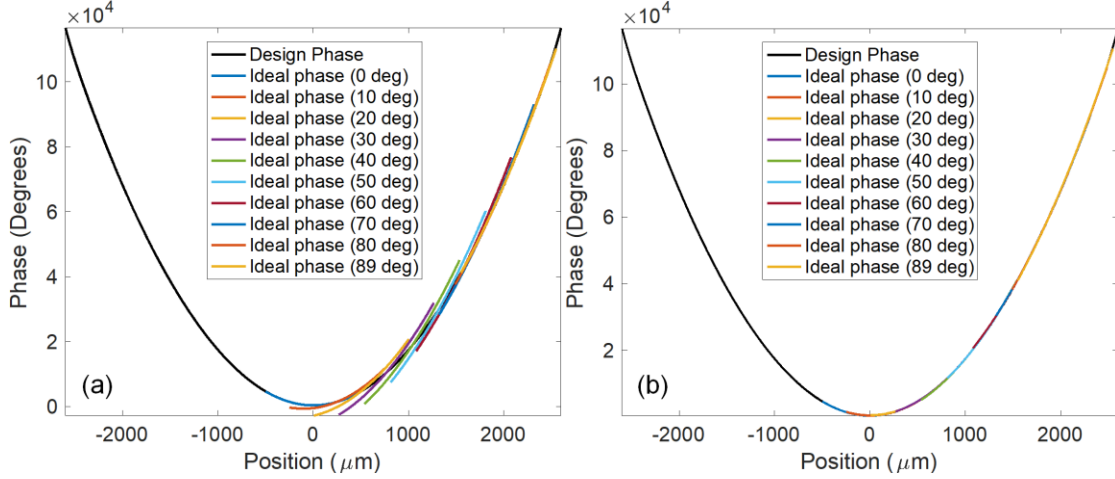 ×10⁴
10
8
6
4
2
0
Phase (Degrees)
Design Phase
Ideal phase (0 deg)
Ideal phase (10 deg)
Ideal phase (20 deg)
Ideal phase (30 deg)
Ideal phase (40 deg)
Ideal phase (50 deg)
Ideal phase (60 deg)
Ideal phase (70 deg)
Ideal phase (80 deg)
Ideal phase (89 deg)
(a)
-2000 -1000 0 1000 2000
Position (μm)
×10⁴
10
8
6
4
2
Phase (Degrees)
Design Phase
Ideal phase (0 deg)
Ideal phase (10 deg)
Ideal phase (20 deg)
Ideal phase (30 deg)
Ideal phase (40 deg)
Ideal phase (50 deg)
Ideal phase (60 deg)
Ideal phase (70 deg)
Ideal phase (80 deg)
Ideal phase (89 deg)
(b)
-2000 -1000 0 1000 2000
Position (μm)